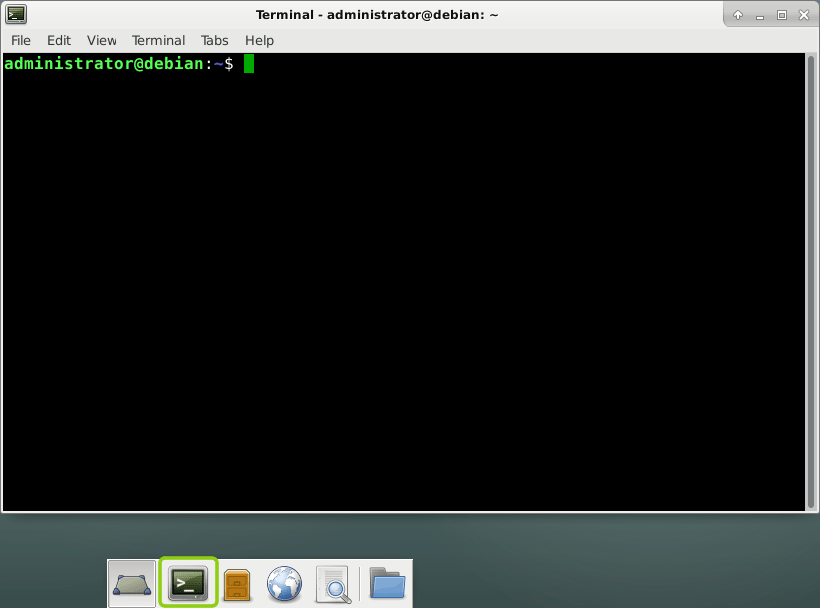 Terminal - administrator@debian: ~
File Edit View Terminal Tabs Help
administrator@debian:~$